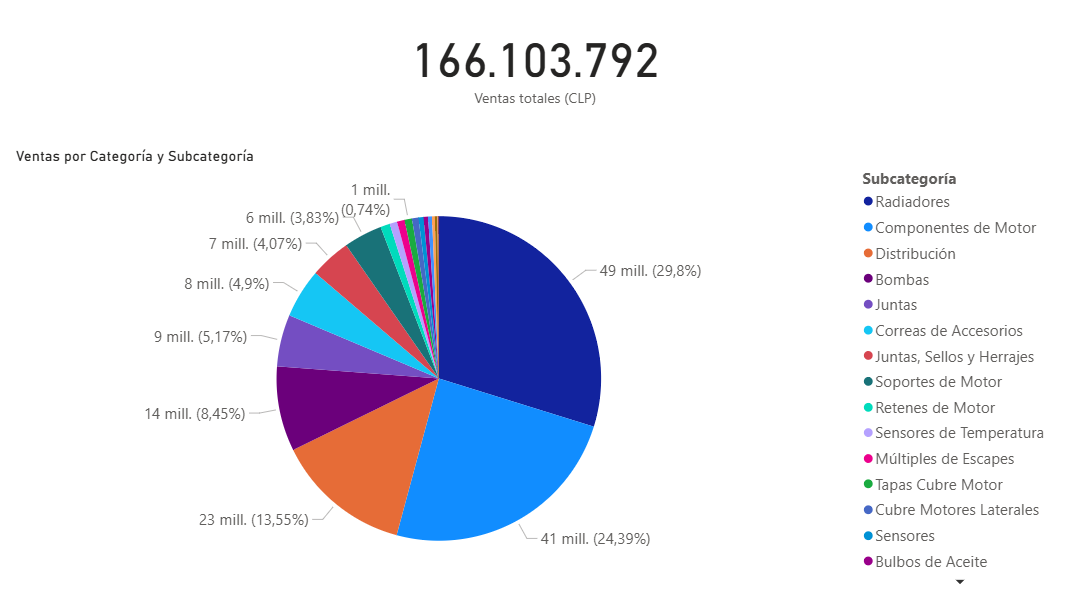 166.103.792
Ventas totales (CLP)
Ventas por Categoría y Subcategoría
1 mill.
(0,74%)
6 mill. (3,83%)
7 mill. (4,07%)
8 mill. (4,9%)
9 mill. (5,17%)
14 mill. (8,45%)
23 mill. (13,55%)
41 mill. (24,39%)
49 mill. (29,8%)
Subcategoría
Radiadores
Componentes de Motor
Distribución
Bombas
Juntas
Correas de Accesorios
Juntas, Sellos y Herrajes
Soportes de Motor
Retenes de Motor
Sensores de Temperatura
Múltiples de Escapes
Tapas Cubre Motor
Cubre Motores Laterales
Sensores
Bulbos de Aceite